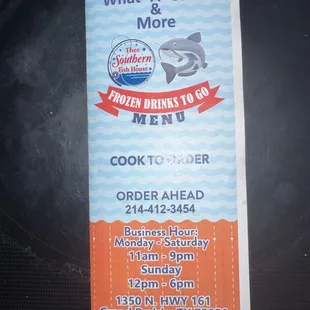 &
More
Thee
Southern
Fish House
FROZEN DRINKS TO GO
MENU
COOK TO ORDER
ORDER AHEAD
214-412-3454
Business Hour:
Monday - Saturday
11am - 9pm
Sunday
12pm - 6pm
1350 N. HWY 161